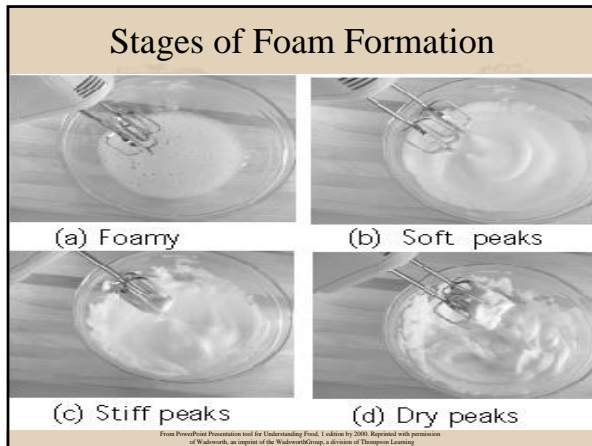 Stages of Foam Formation
(a) Foamy
(b) Soft peaks
(c) Stiff peaks
(d) Dry peaks
From PowerPoint Presentation tool for Understanding Food, 1 edition by 2000. Reprinted with permission
of Wadsworth, an imprint of the WadsworthGroup, a division of Thompson Learning